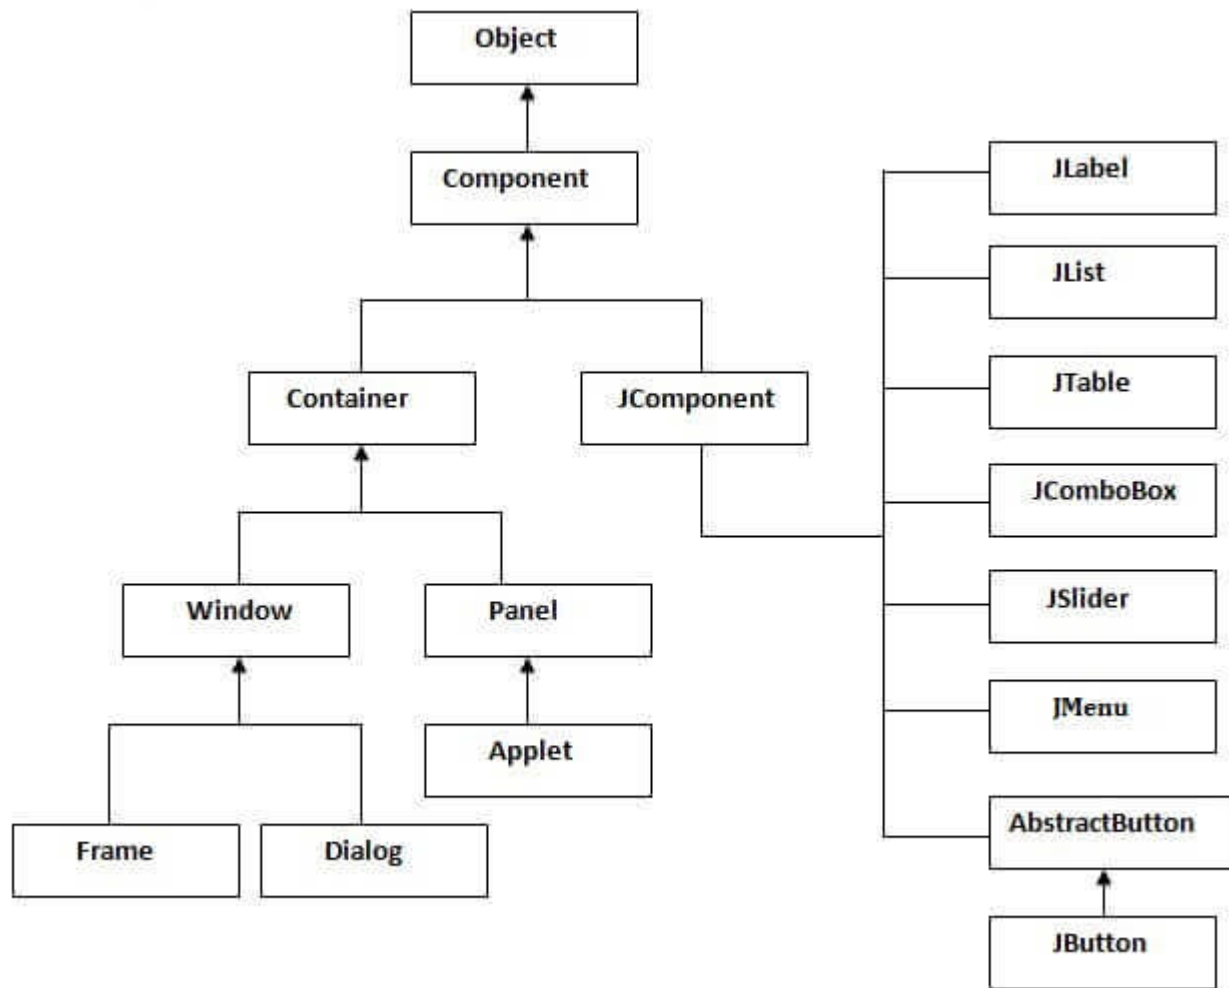 Object
Component
Container
JComponent
Window
Panel
Applet
Frame
Dialog
JLabel
JList
JTable
JComboBox
JSlider
JMenu
AbstractButton
JButton